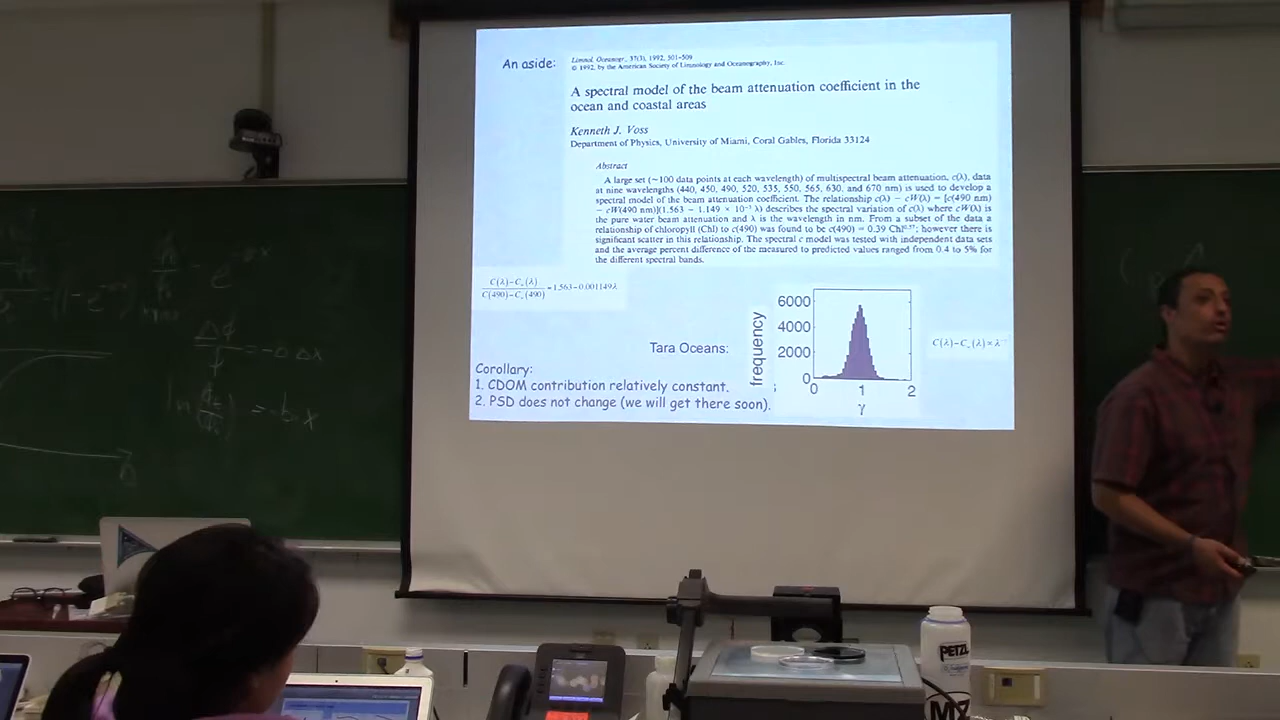 An aside:
Limnol. Oceanogr., 37(3), 1992, 501-509
© 1992, by the American Society of Limnology and Oceanography, Inc.
A spectral model of the beam attenuation coefficient in the
ocean and coastal areas
Kenneth J. Voss
Department of Physics, University of Miami, Coral Gables, Florida 33124
Abstract
A large set (~100 data points at each wavelength) of multispectral beam attenuation, c(λ), data
at nine wavelengths (440, 450, 490, 520, 535, 550, 565, 630, and 670 nm) is used to develop a
spectral model of the beam attenuation coefficient. The relationship c(λ) − cW(λ) = [c(490 nm)
− cW(490 nm)](1.563 − 1.149 × 10⁻³ λ) describes the spectral variation of c(λ) where cW(λ) is
the pure water beam attenuation and λ is the wavelength in nm. From a subset of the data a
relationship of chloropyll (Chl) to c(490) was found to be c(490) = 0.39 Chl⁰·⁵⁷; however there is
significant scatter in this relationship. The spectral c model was tested with independent data sets
and the average percent difference of the measured to predicted values ranged from 0.4 to 5% for
the different spectral bands.
C(λ)−C_w(λ)
C(490)−C_w(490) =1.563−0.001149λ
Tara Oceans:
frequency
6000
4000
2000
0
0 1 2
γ
C(λ)−C_w(λ)∝λ
Corollary:
1. CDOM contribution relatively constant.
2. PSD does not change (we will get there soon).
PETZL